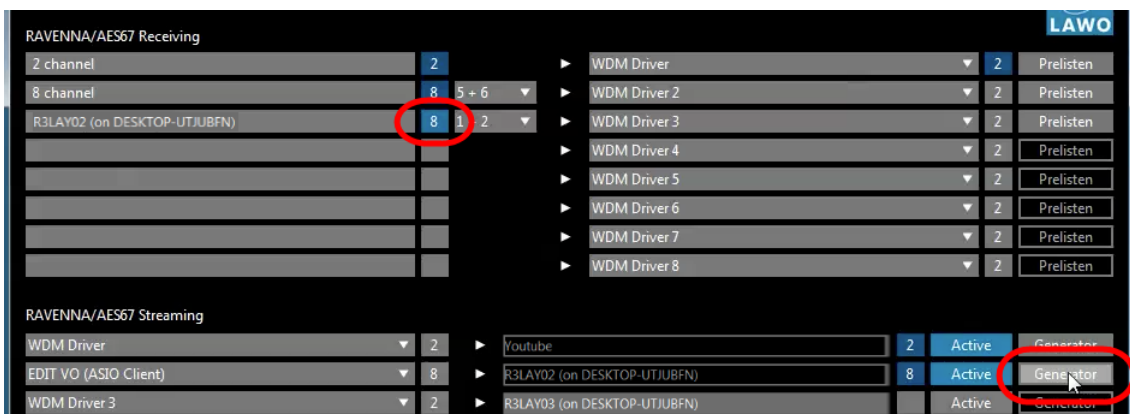 LAWO
RAVENNA/AES67 Receiving
2 channel 2 WDM Driver 2 Prelisten
8 channel 8 5 + 6 WDM Driver 2 2 Prelisten
R3LAY02 (on DESKTOP-UTJUBFN) 8 1 + 2 WDM Driver 3 2 Prelisten
WDM Driver 4 2 Prelisten
WDM Driver 5 2 Prelisten
WDM Driver 6 2 Prelisten
WDM Driver 7 2 Prelisten
WDM Driver 8 2 Prelisten
RAVENNA/AES67 Streaming
WDM Driver 2 Youtube 2 Active Generator
EDIT VO (ASIO Client) 8 R3LAY02 (on DESKTOP-UTJUBFN) 8 Active Generator
WDM Driver 3 2 R3LAY03 (on DESKTOP-UTJUBFN) Active Generator